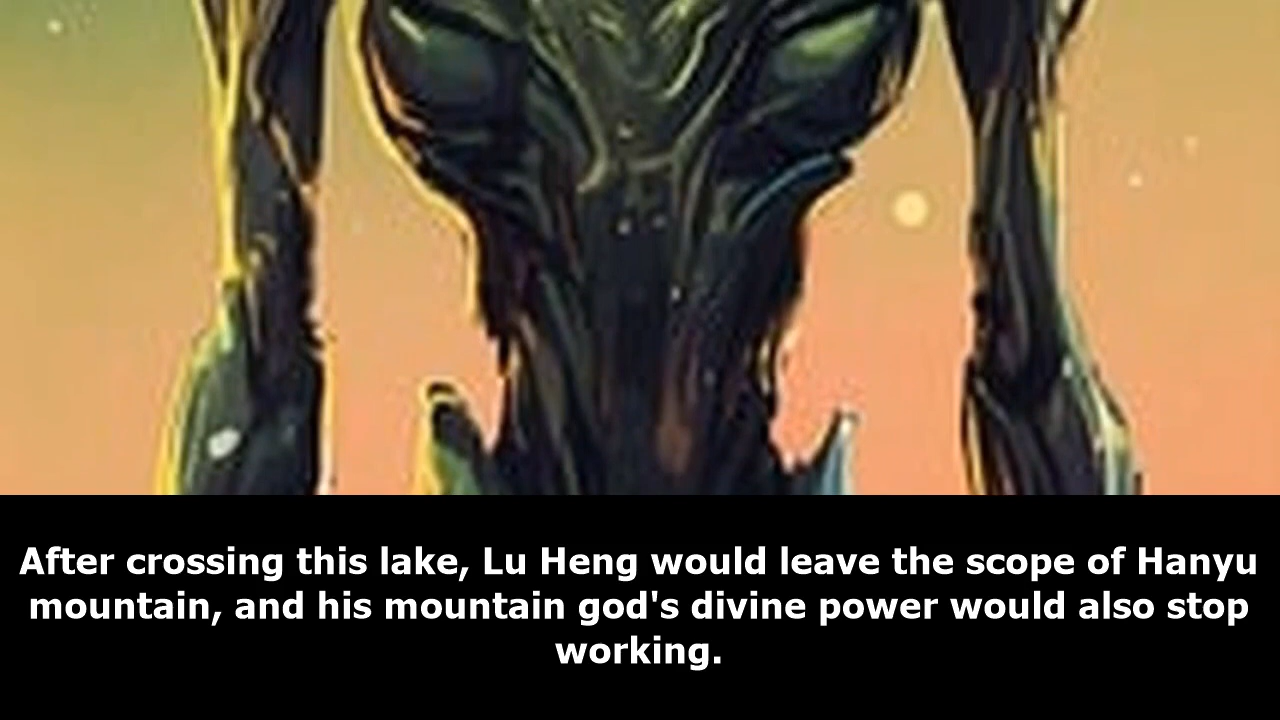 After crossing this lake, Lu Heng would leave the scope of Hanyu
mountain, and his mountain god's divine power would also stop
working.